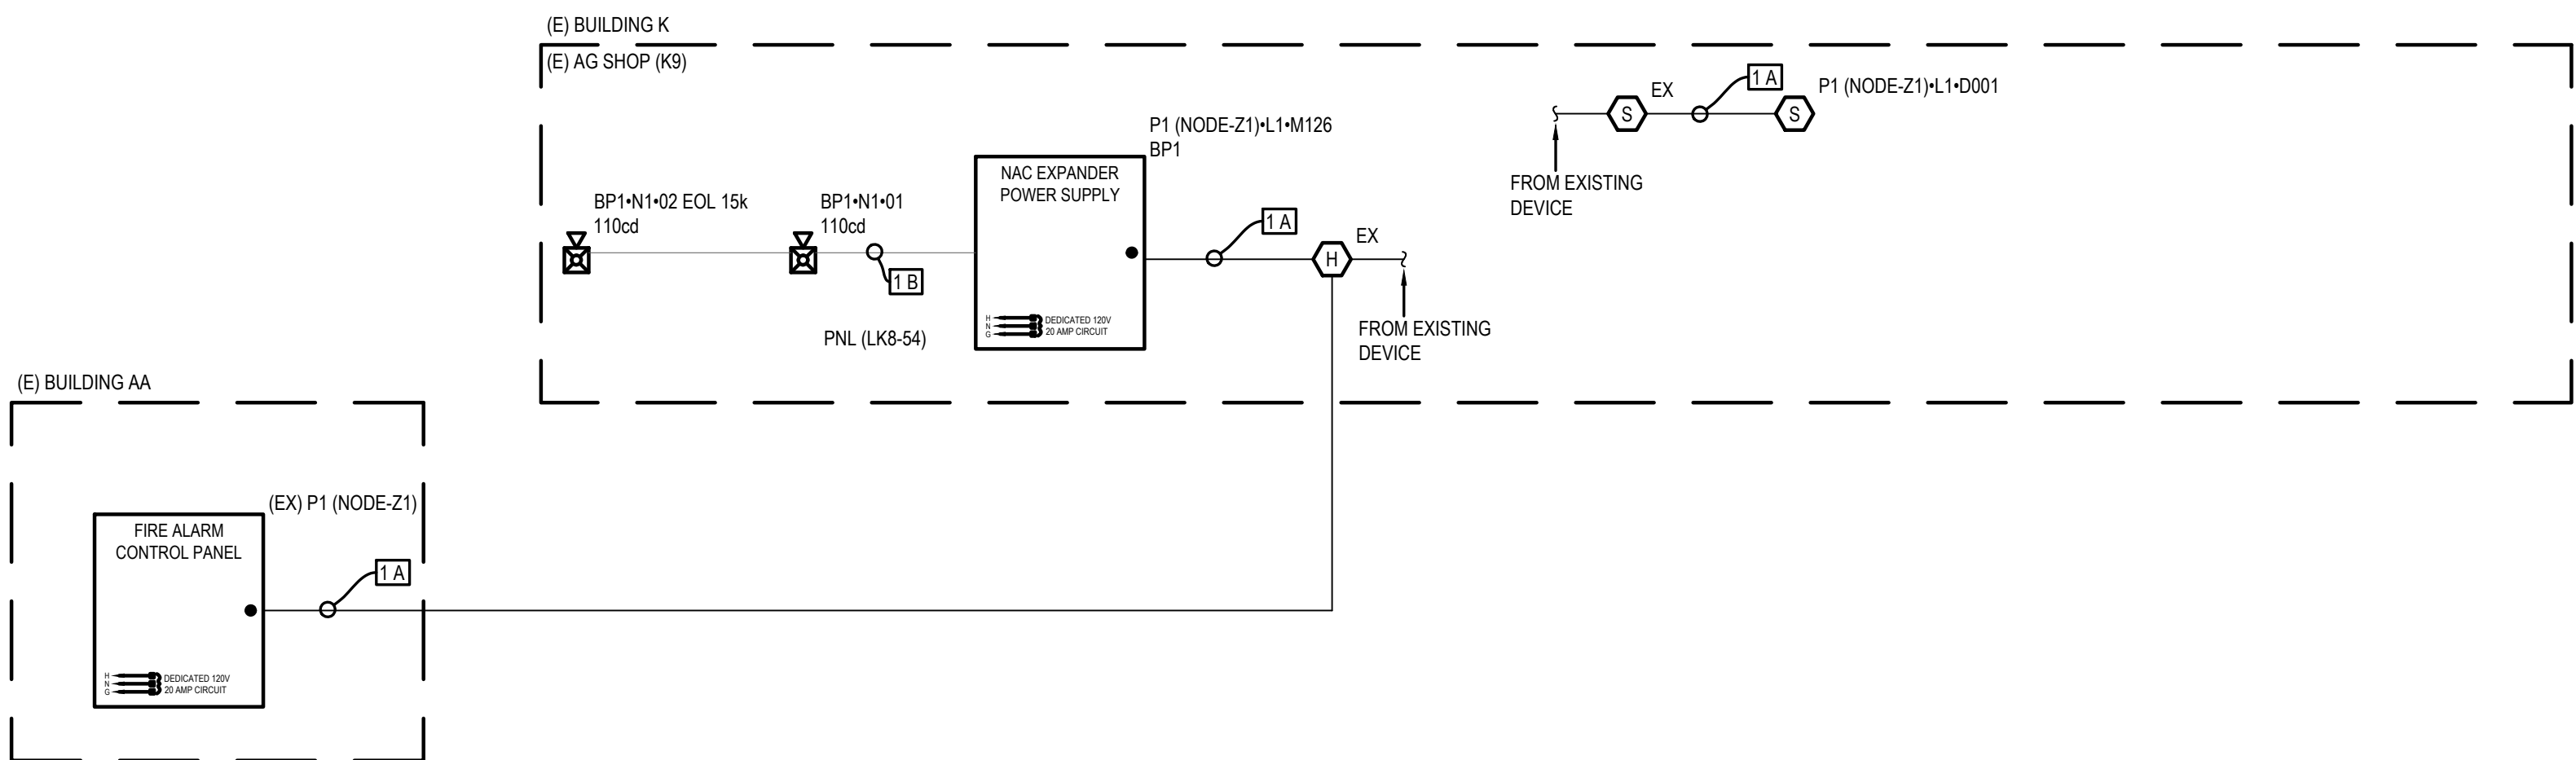 (E) BUILDING K
(E) AG SHOP (K9)
1 A
EX
P1 (NODE-Z1)•L1•D001
S
S
FROM EXISTING
DEVICE
P1 (NODE-Z1)•L1•M126
BP1
NAC EXPANDER
POWER SUPPLY
BP1•N1•02 EOL 15k
110cd
BP1•N1•01
110cd
1 B
1 A
EX
H
FROM EXISTING
DEVICE
H
N
G
DEDICATED 120V
20 AMP CIRCUIT
PNL (LK8-54)
(E) BUILDING AA
(EX) P1 (NODE-Z1)
FIRE ALARM
CONTROL PANEL
1 A
H
N
G
DEDICATED 120V
20 AMP CIRCUIT